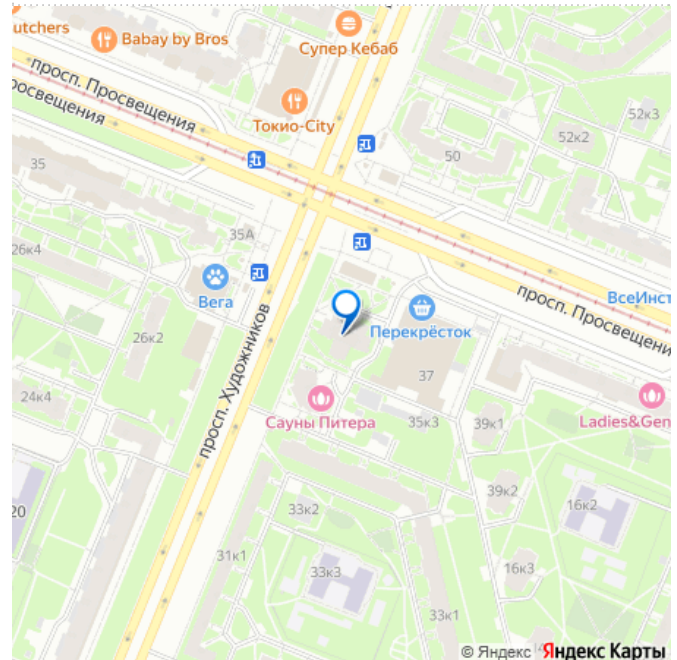 utchers
Babay by Bros
Супер Кебаб
просп. Просвещения
росвещения
Токио-City
52к3
52к2
50
35
35А
26к4
Вега
26к2
Перекрёсток
просп. Просвещени
ВсеИнст
просп. Художников
37
24к4
Сауны Питера
35к3
39к1
Ladies&Gen
39к2
16к2
20
33к2
31к1
33к3
16к3
33к1
© Яндекс Яндекс Карты